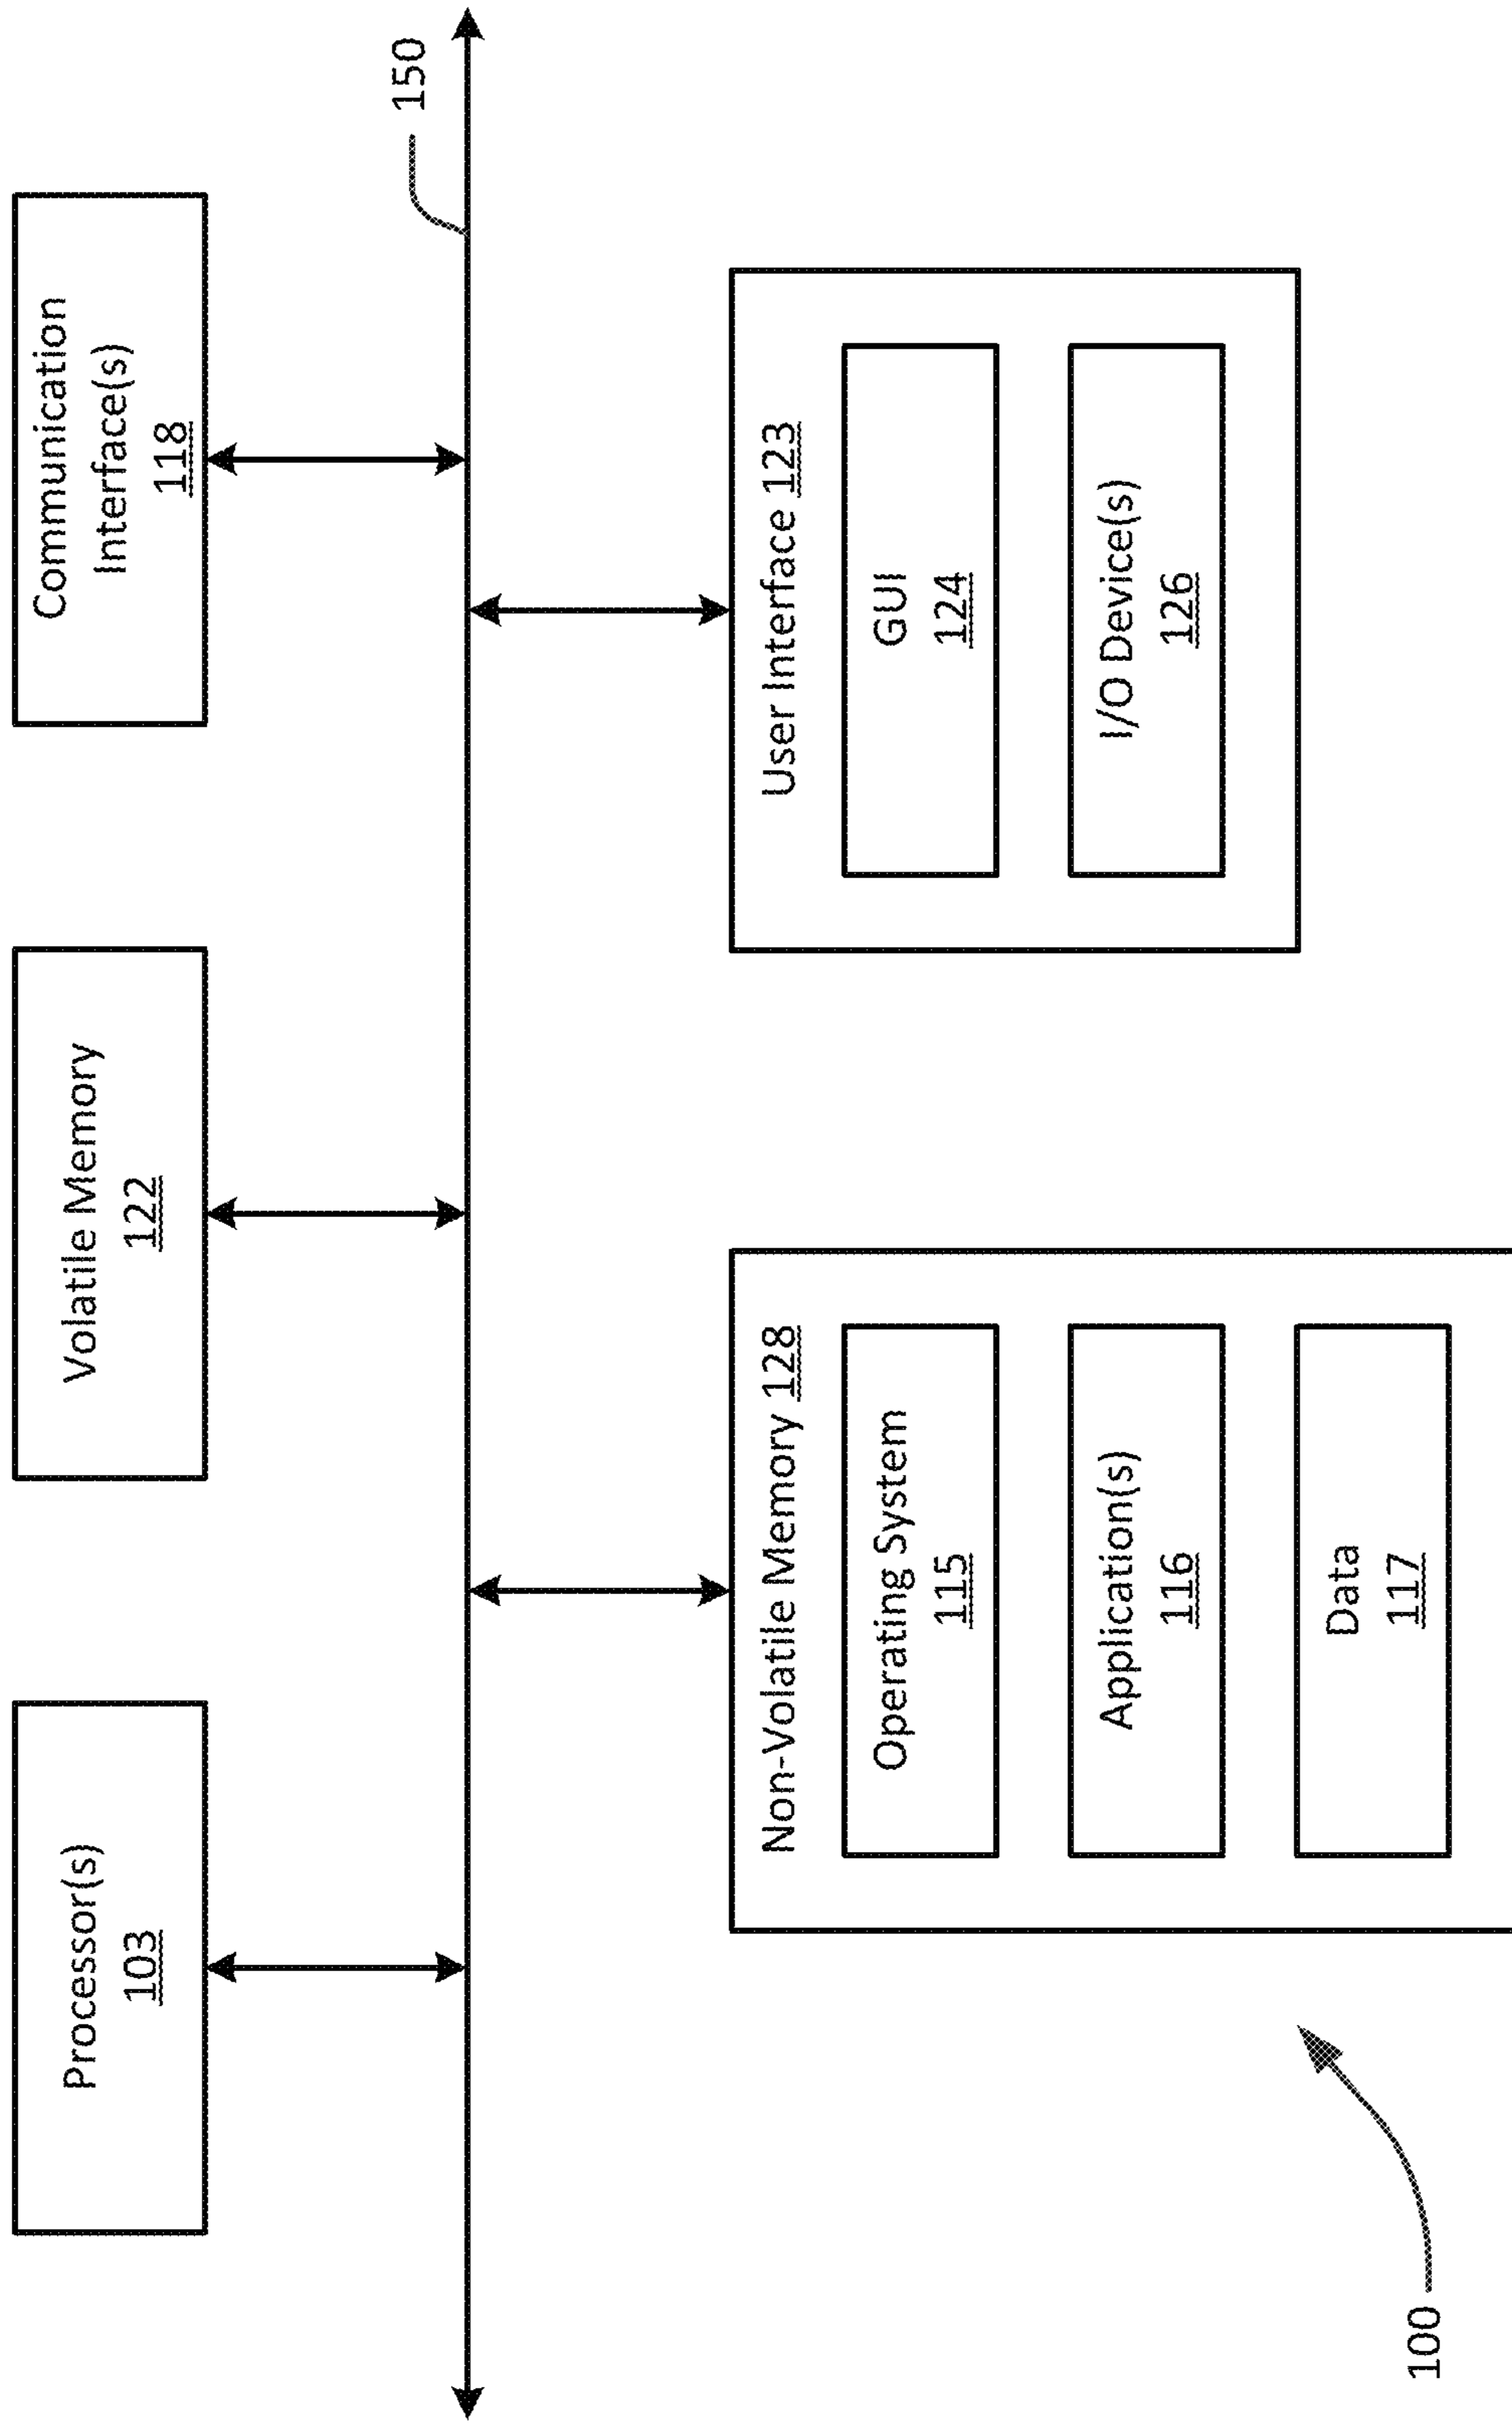 Processor(s)
103
Volatile Memory
122
Communication
Interface(s)
118
150
Non-Volatile Memory 128
Operating System
115
Application(s)
116
Data
117
User Interface 123
GUI
124
I/O Device(s)
126
100